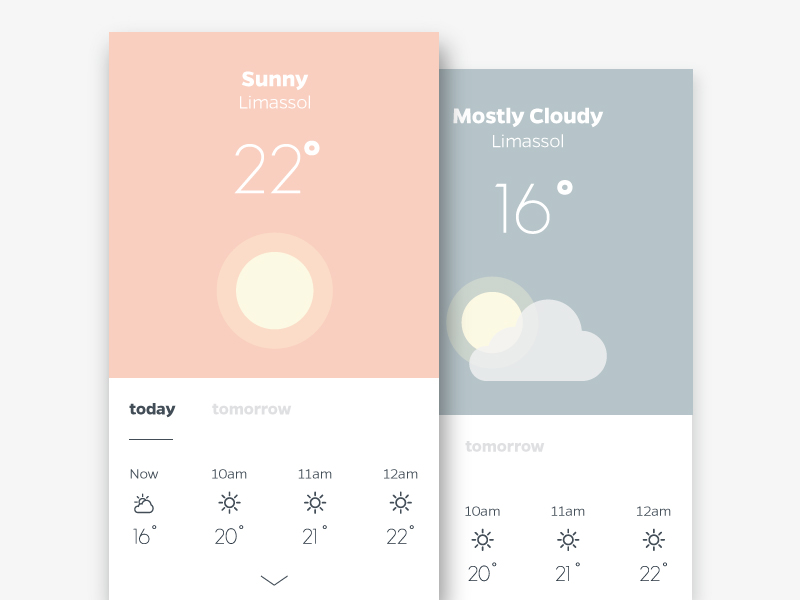 Sunny
Limassol
22°
today tomorrow
Now 10am 11am 12am
16° 20° 21° 22°
Mostly Cloudy
Limassol
16°
tomorrow
10am 11am 12am
20° 21° 22°